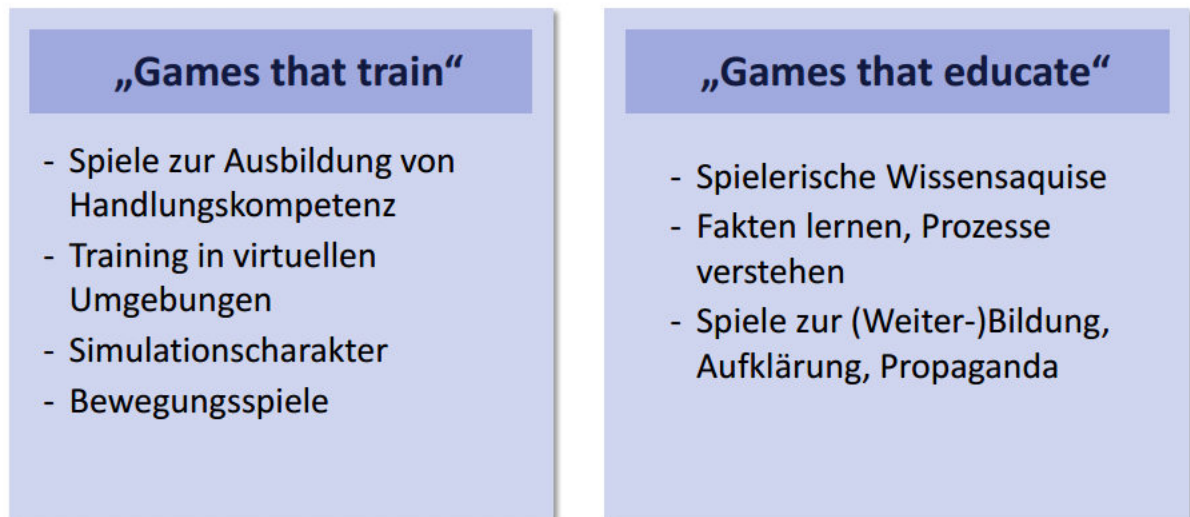 „Games that train“
- Spiele zur Ausbildung von
Handlungskompetenz
- Training in virtuellen
Umgebungen
- Simulationscharakter
- Bewegungsspiele
„Games that educate“
- Spielerische Wissensaquise
- Fakten lernen, Prozesse
verstehen
- Spiele zur (Weiter-)Bildung,
Aufklärung, Propaganda